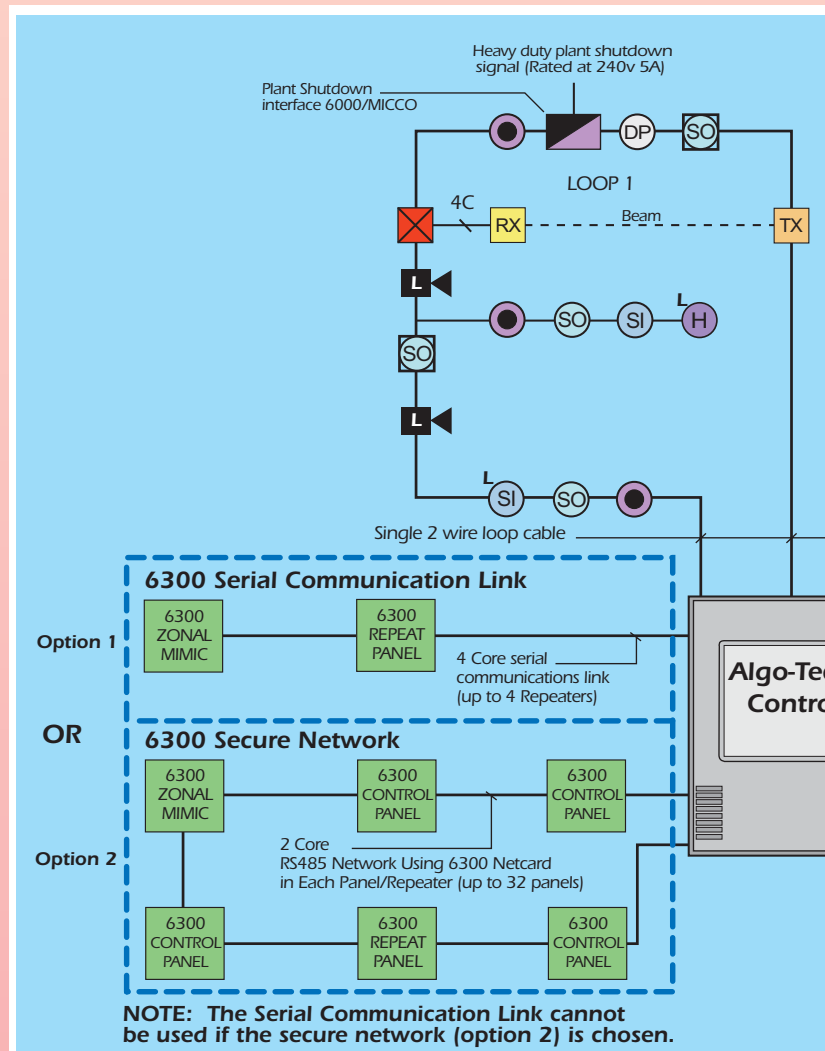 Heavy duty plant shutdown
signal (Rated at 240v 5A)
Plant Shutdown
interface 6000/MICCO
DP
SO
LOOP 1
4C
RX
Beam
TX
L
L
SO
SI
H
SO
L
L
SI
SO
Single 2 wire loop cable
6300 Serial Communication Link
Option 1
6300
ZONAL
MIMIC
6300
REPEAT
PANEL
4 Core serial
communications link
(up to 4 Repeaters)
Algo-Tec
Contro
OR
6300 Secure Network
6300
ZONAL
MIMIC
6300
CONTROL
PANEL
6300
CONTROL
PANEL
Option 2
2 Core
RS485 Network Using 6300 Netcard
in Each Panel/Repeater (up to 32 panels)
6300
CONTROL
PANEL
6300
REPEAT
PANEL
6300
CONTROL
PANEL
NOTE: The Serial Communication Link cannot
be used if the secure network (option 2) is chosen.